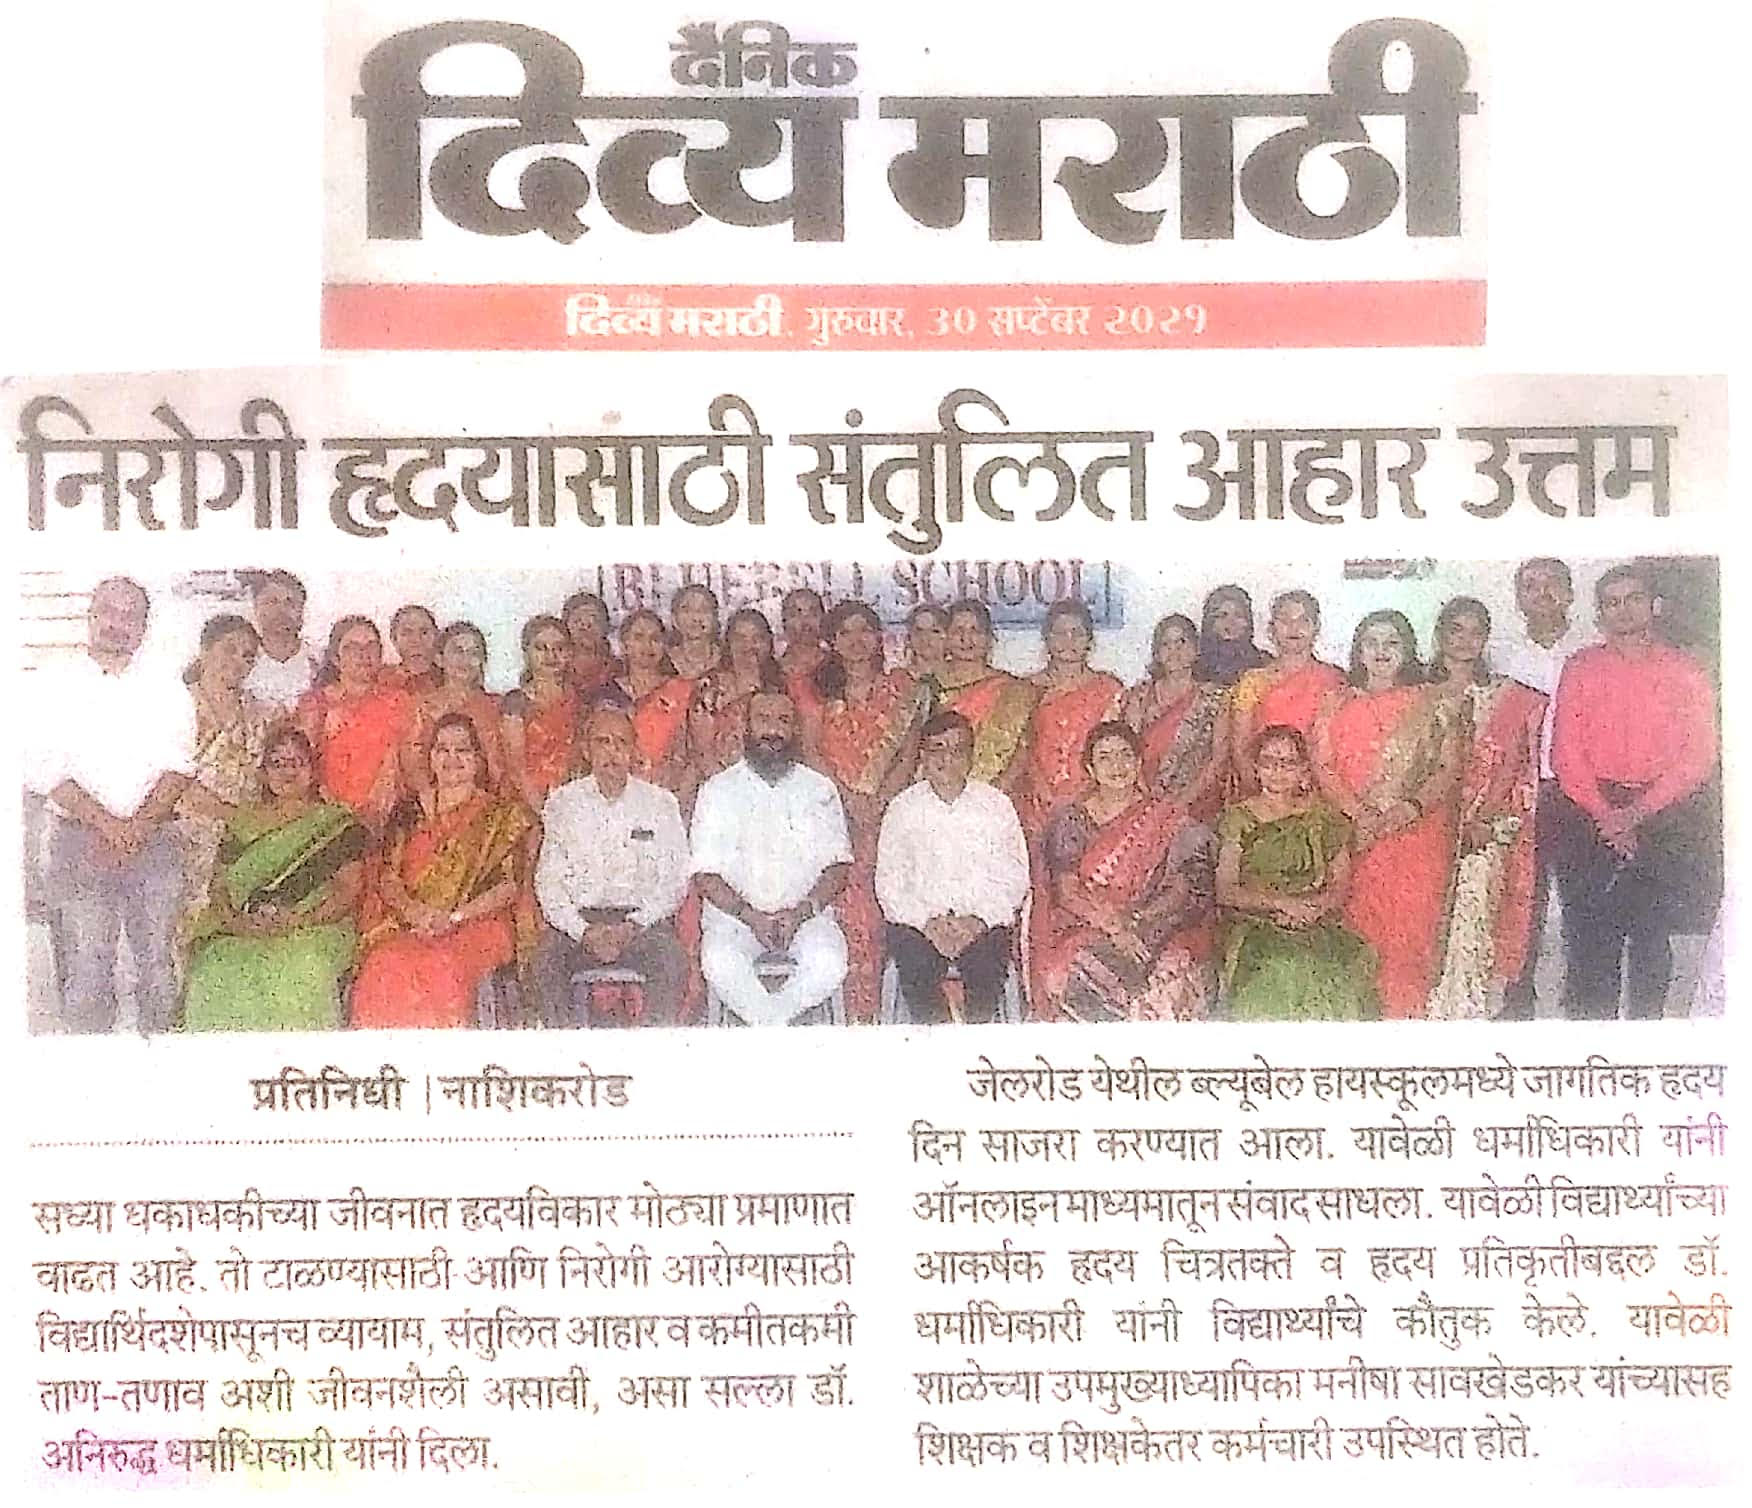 दैनिक
दिव्य मराठी
दिव्य मराठी, गुरुवार, 30 सप्टेंबर २०२१
निरोगी हृदयासाठी संतुलित आहार उत्तम
SCHOOL
प्रतिनिधी | नाशिकरोड
सध्या धकाधकीच्या जीवनात हृदयविकार मोठ्या प्रमाणात
वाढत आहे. तो टाळण्यासाठी आणि निरोगी आरोग्यासाठी
विद्यार्थिदशेपासूनच व्यायाम, संतुलित आहार व कमीतकमी
ताण-तणाव अशी जीवनशैली असावी, असा सल्ला डॉ.
अनिरुद्ध धर्माधिकारी यांनी दिला.
जेलरोड येथील ब्ल्यूबेल हायस्कूलमध्ये जागतिक हृदय
दिन साजरा करण्यात आला. यावेळी धर्माधिकारी यांनी
ऑनलाइन माध्यमातून संवाद साधला. यावेळी विद्यार्थ्यांच्या
आकर्षक हृदय चित्रतक्ते व हृदय प्रतिकृतीबद्दल डॉ.
धर्माधिकारी यांनी विद्यार्थ्यांचे कौतुक केले. यावेळी
शाळेच्या उपमुख्याध्यापिका मनीषा सावखेडकर यांच्यासह
शिक्षक व शिक्षकेतर कर्मचारी उपस्थित होते.